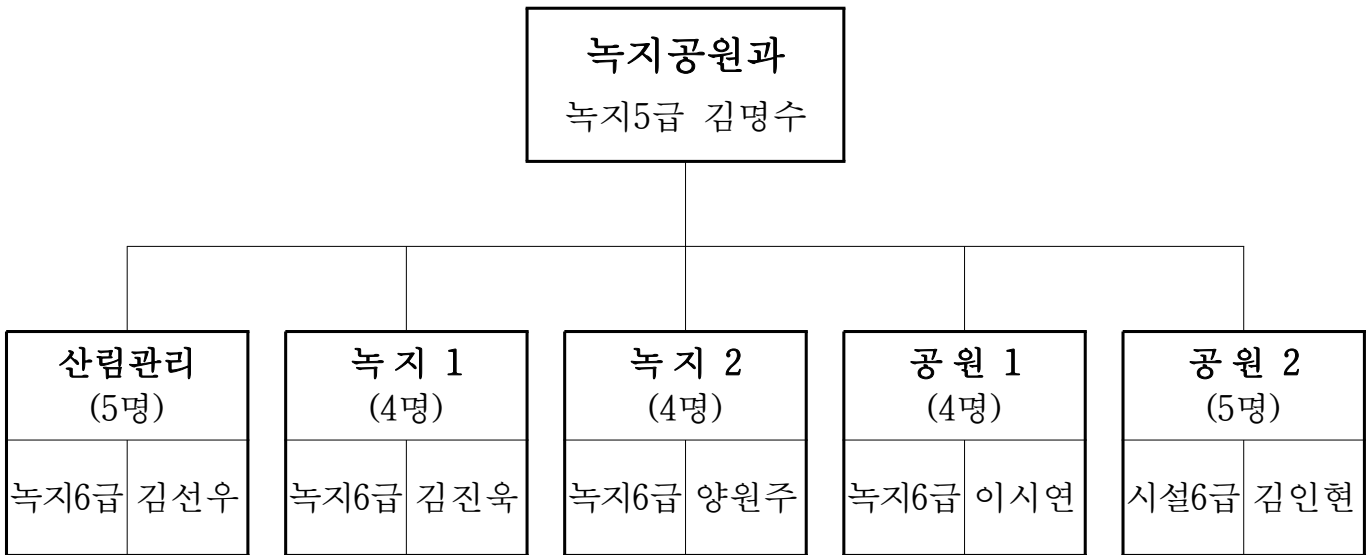 녹지공원과
녹지5급 김명수
산림관리
(5명)
녹지6급 김선우
녹지 1
(4명)
녹지6급 김진욱
녹지 2
(4명)
녹지6급 양원주
공원 1
(4명)
녹지6급 이시연
공원 2
(5명)
시설6급 김인현